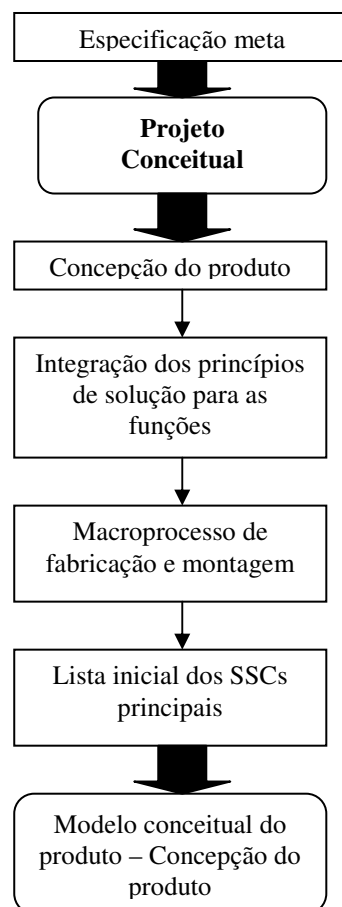 Especificação meta
Projeto
Conceitual
Concepção do produto
Integração dos princípios
de solução para as
funções
Macroprocesso de
fabricação e montagem
Lista inicial dos SSCs
principais
Modelo conceitual do
produto – Concepção do
produto